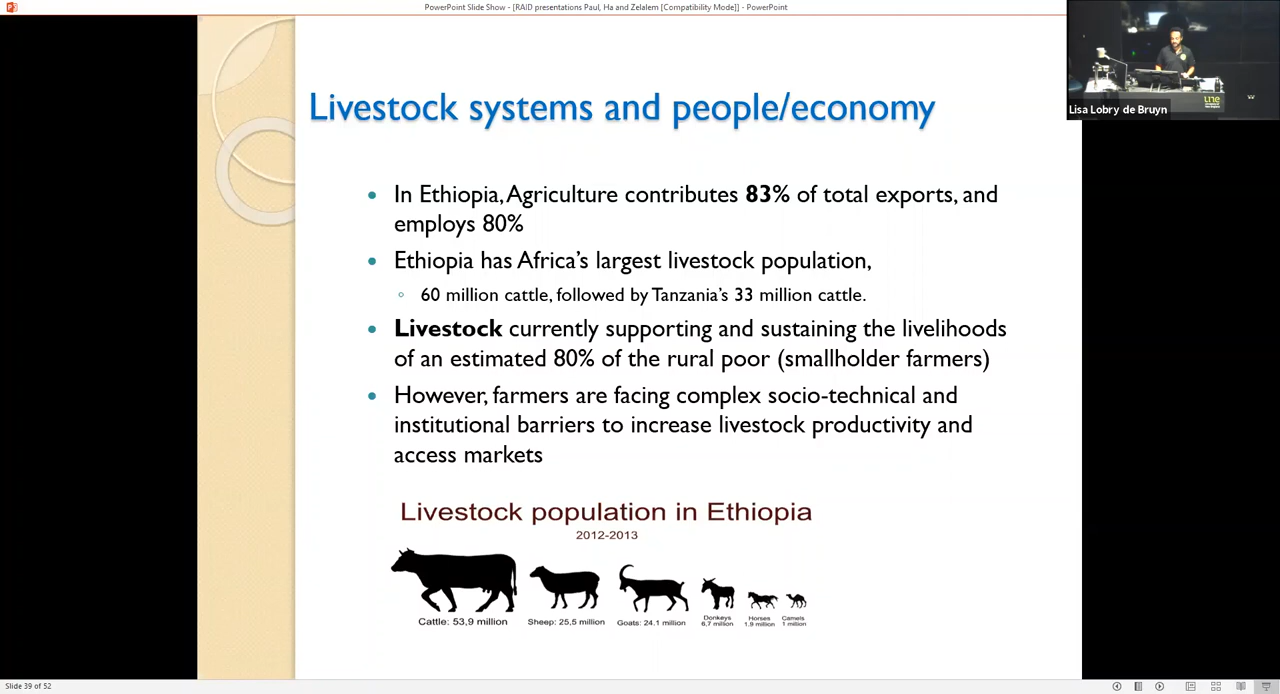 PowerPoint Slide Show - [RAID presentations Paul, Ha and Zelalem [Compatibility Mode]] - PowerPoint
Lisa Lobry de Bruyn
une
Livestock systems and people/economy
In Ethiopia, Agriculture contributes 83% of total exports, and
employs 80%
Ethiopia has Africa's largest livestock population,
60 million cattle, followed by Tanzania's 33 million cattle.
Livestock currently supporting and sustaining the livelihoods
of an estimated 80% of the rural poor (smallholder farmers)
However, farmers are facing complex socio-technical and
institutional barriers to increase livestock productivity and
access markets
Livestock population in Ethiopia
2012-2013
Cattle: 53,9 million
Sheep: 25,5 million
Goats: 24.1 million
Donkeys
6,7 million
Horses
1.9 million
Camels
1 million
Slide 39 of 52